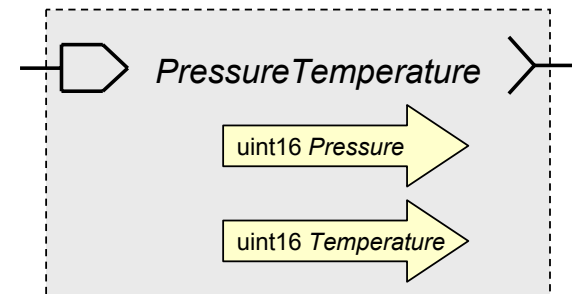 PressureTemperature
uint16 Pressure
uint16 Temperature